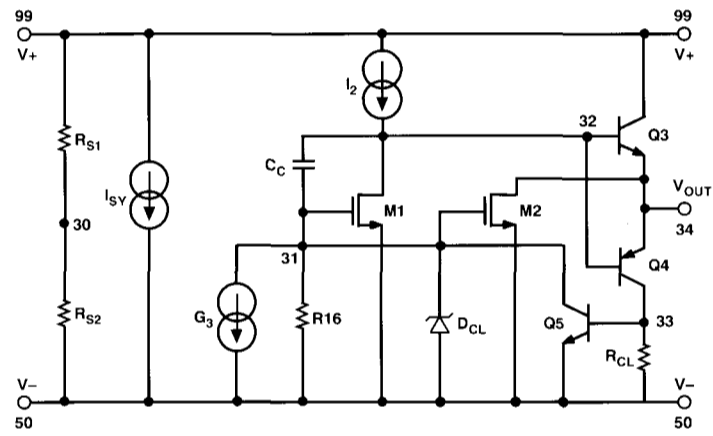 99
V+
99
V+
I2
32
Q3
RS1
CC
ISY
VOUT
34
M1
M2
30
31
Q4
G3
R16
DCL
Q5
33
RS2
RCL
V–
50
V–
50